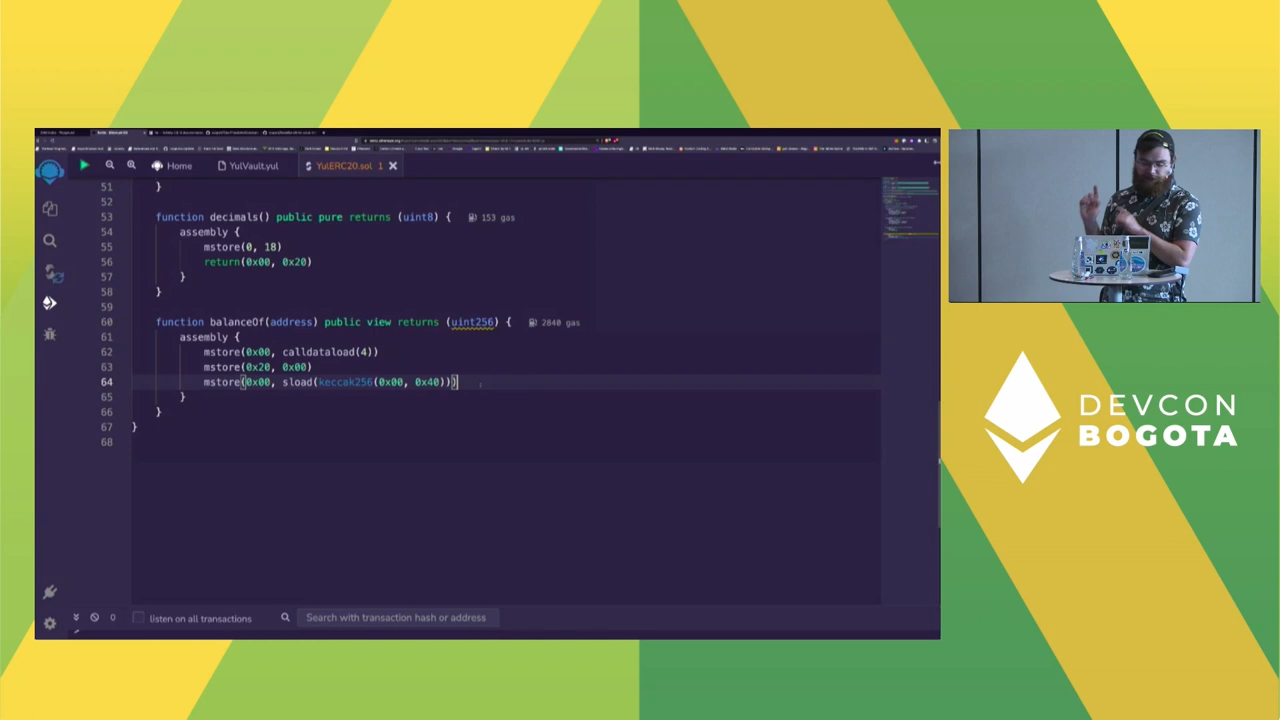 Home
YulVault.yul
YulERC20.sol 1
51 }
52
53 function decimals() public pure returns (uint8) { 153 gas
54 assembly {
55 mstore(0, 18)
56 return(0x00, 0x20)
57 }
58 }
59
60 function balanceOf(address) public view returns (uint256) { 2840 gas
61 assembly {
62 mstore(0x00, calldataload(4))
63 mstore(0x20, 0x00)
64 mstore(0x00, sload(keccak256(0x00, 0x40)))
65 }
66 }
67 }
68
0 listen on all transactions
Search with transaction hash or address
DEVCON
BOGOTA